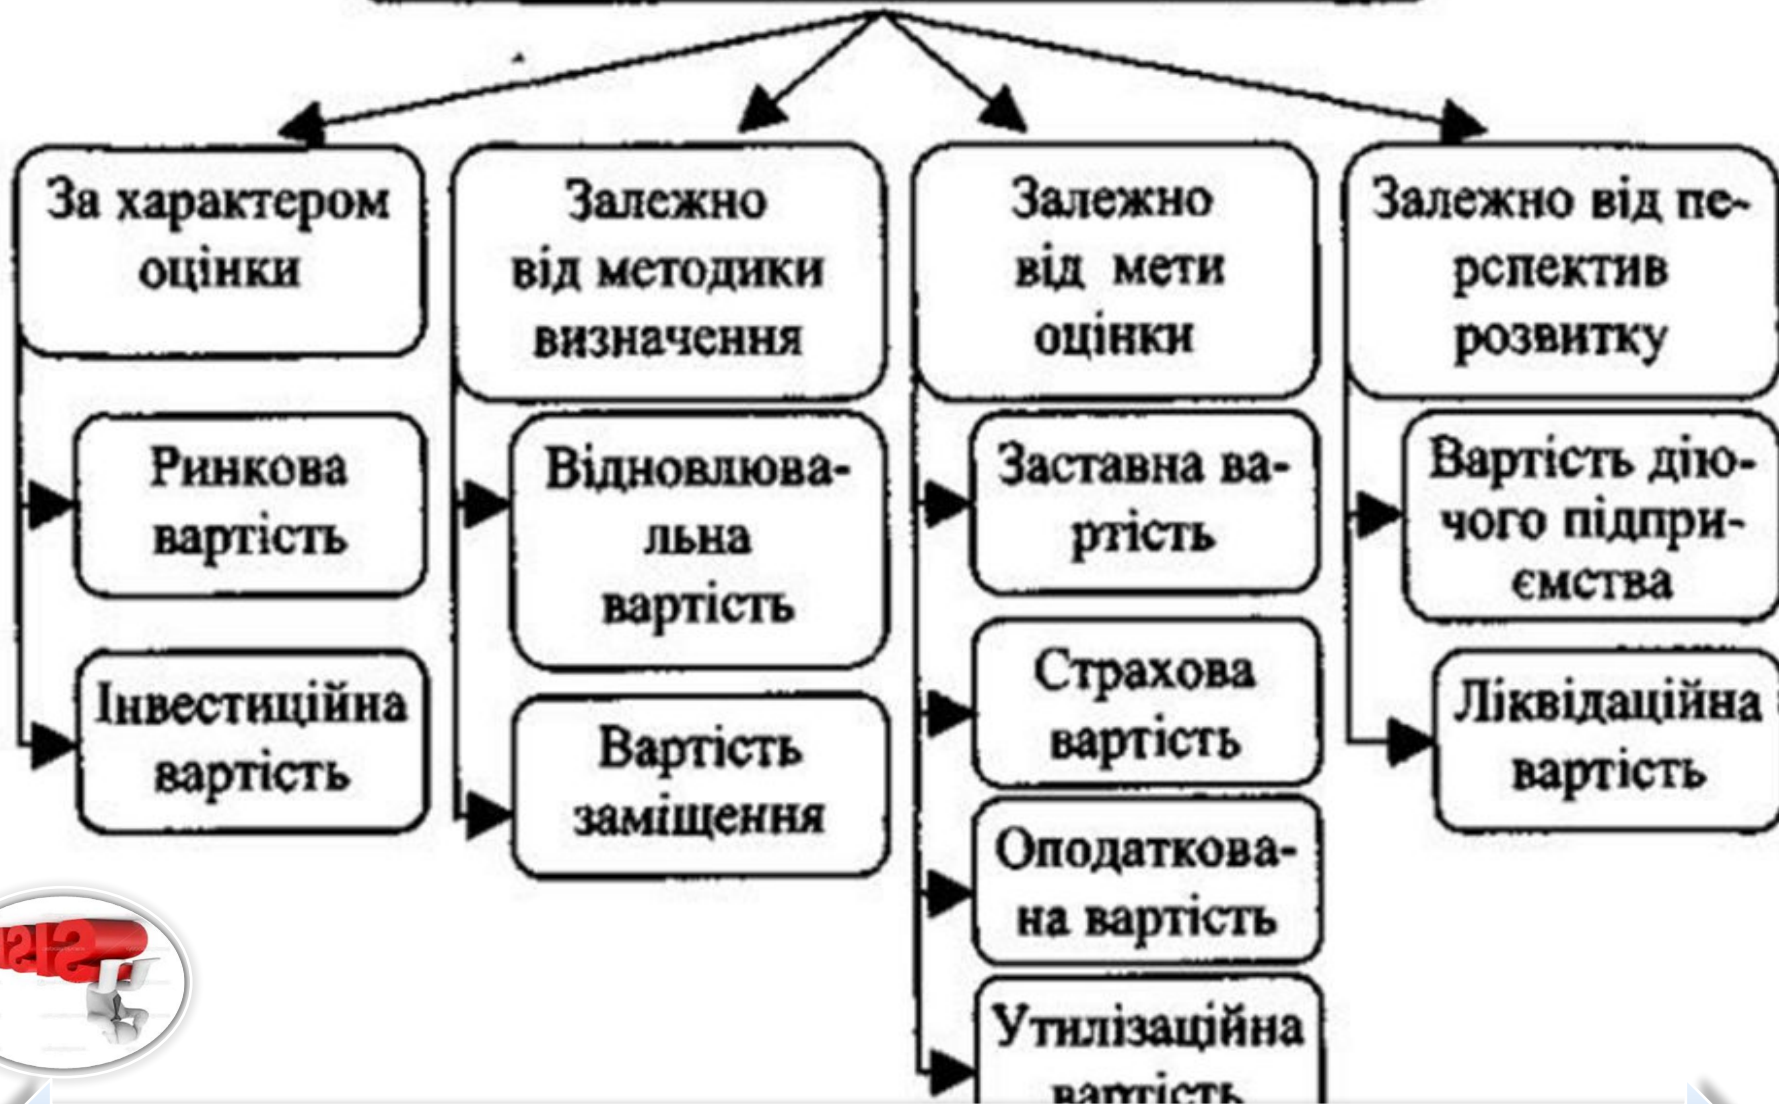 За характером
оцінки
Ринкова
вартість
Інвестиційна
вартість
Залежно
від методики
визначення
Відновлюва-
льна
вартість
Вартість
заміщення
Залежно
від мети
оцінки
Заставна ва-
ртість
Страхова
вартість
Оподаткова-
на вартість
Утилізаційна
вартість
Залежно від пе-
рспектив
розвитку
Вартість дію-
чого підпри-
ємства
Ліквідаційна
вартість